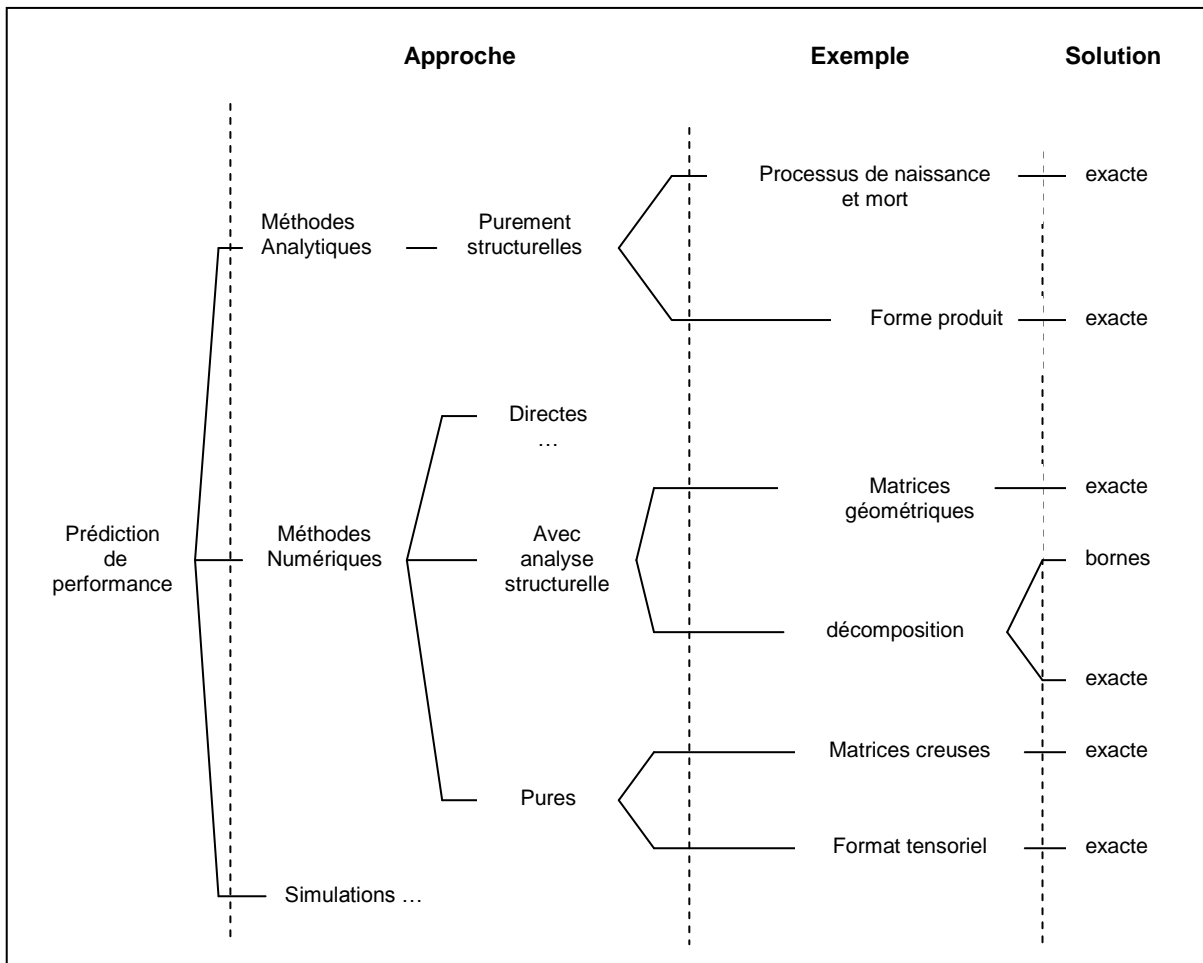 Approche
Exemple
Solution
Processus de naissance
et mort
exacte
Méthodes
Analytiques
Purement
structurelles
Forme produit
exacte
Directes
…
Matrices
géométriques
exacte
Prédiction
de
performance
Méthodes
Numériques
Avec
analyse
structurelle
bornes
décomposition
exacte
Matrices creuses
exacte
Pures
Format tensoriel
exacte
Simulations …